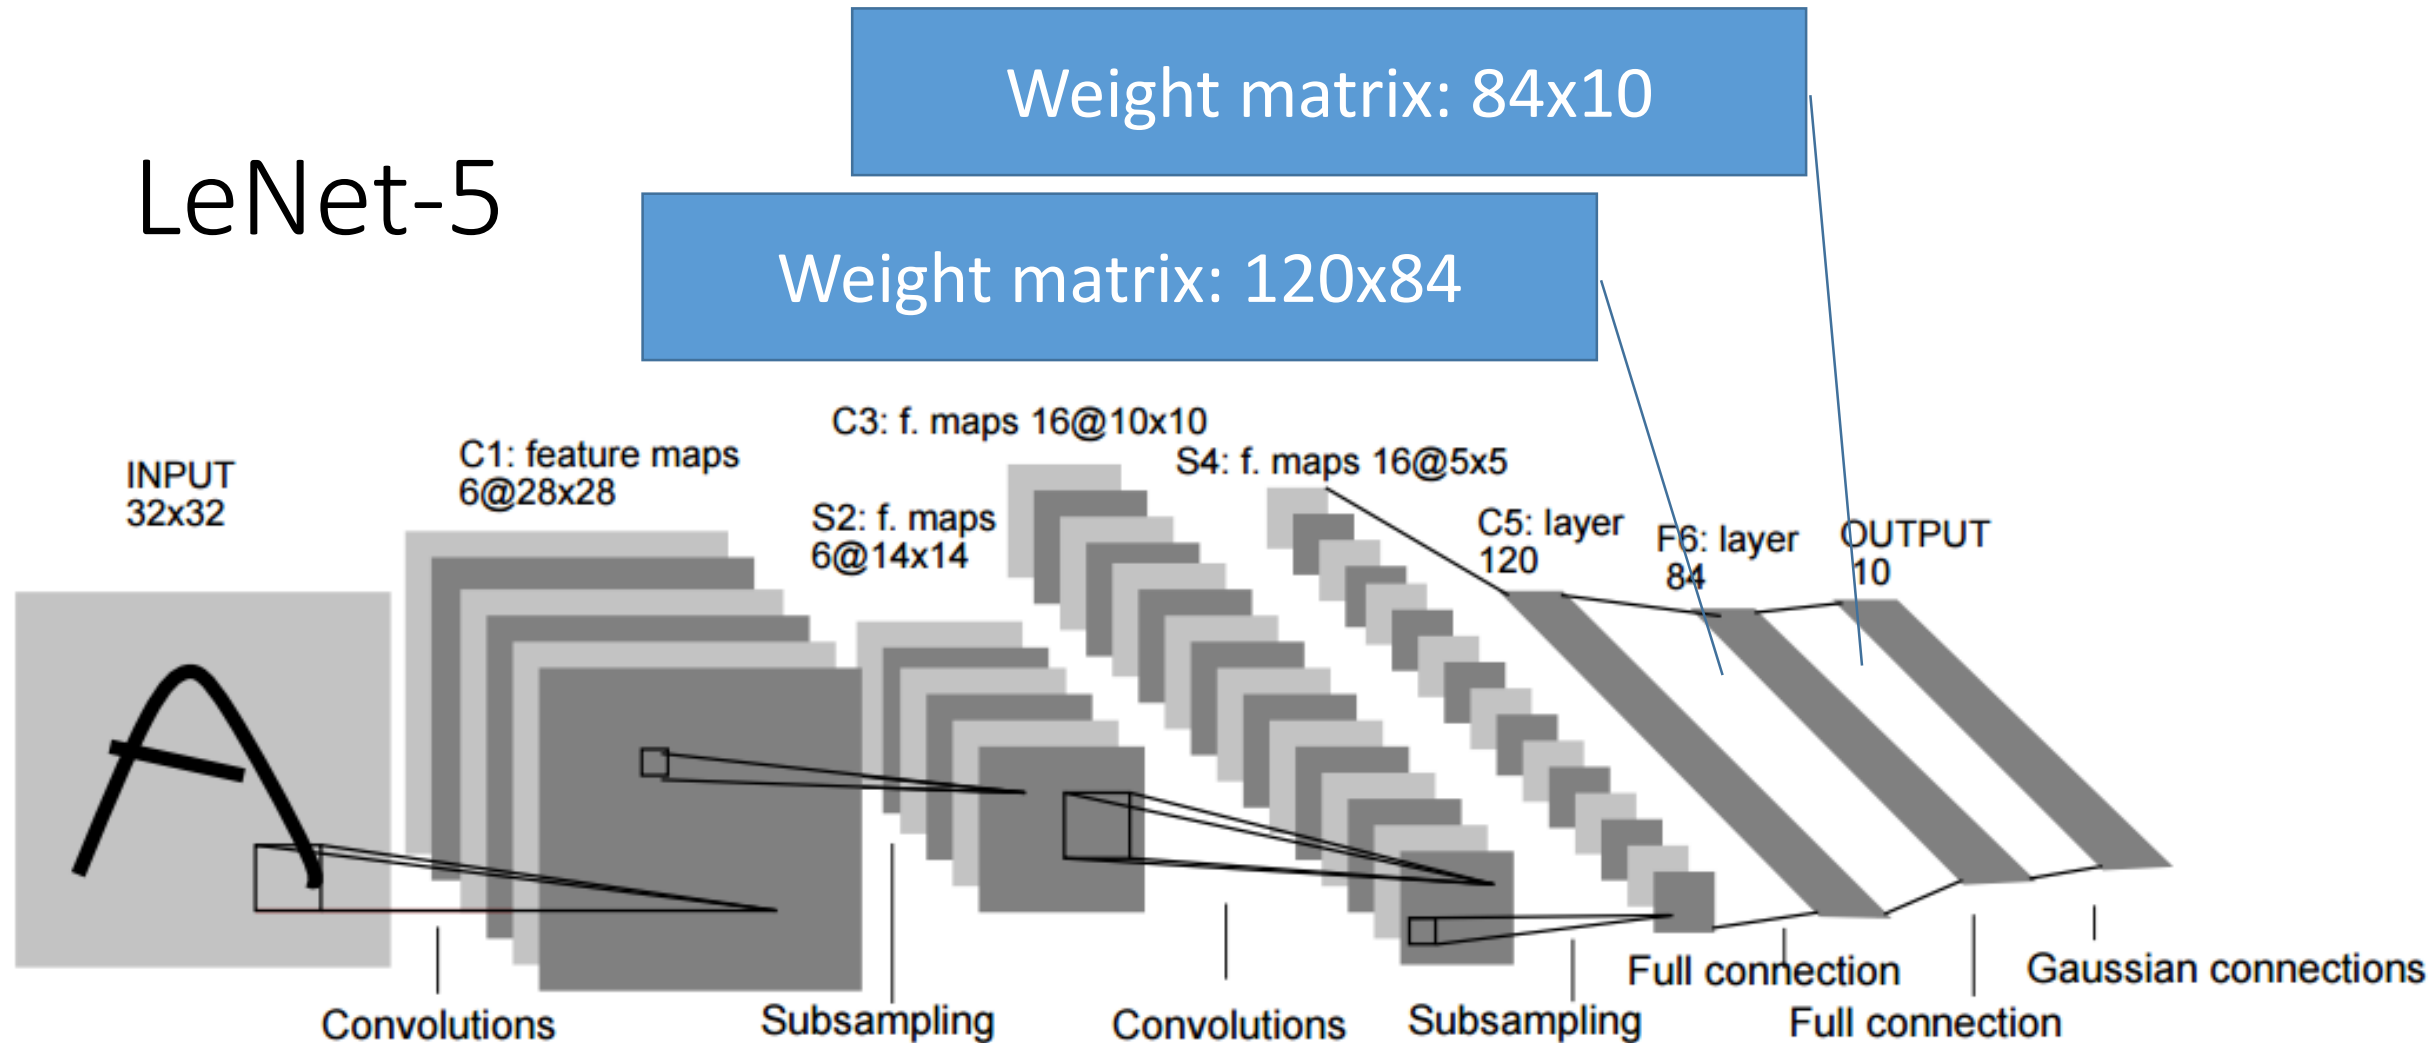 Weight matrix: 84x10
LeNet-5
Weight matrix: 120x84
C3: f. maps 16@10x10
C1: feature maps
6@28x28
S4: f. maps 16@5x5
INPUT
32x32
S2: f. maps
6@14x14
C5: layer
120
F6: layer
84
OUTPUT
10
Convolutions
Subsampling
Convolutions
Subsampling
Full connection
Full connection
Gaussian connections